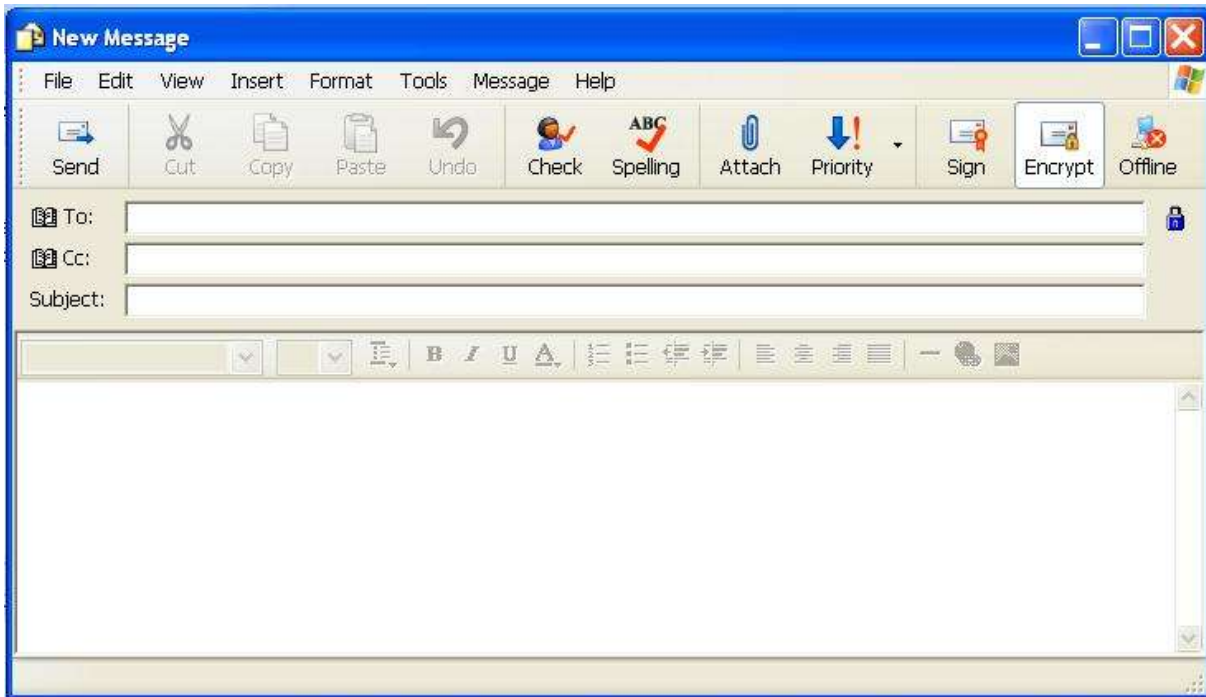 New Message
File Edit View Insert Format Tools Message Help
ABC
Send Cut Copy Paste Undo Check Spelling Attach Priority Sign Encrypt Offline
To:
Cc:
Subject:
B I U A